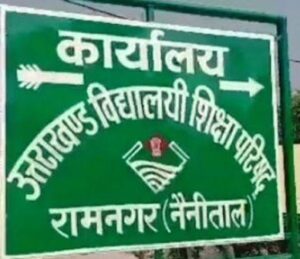 कार्यालय
उत्तराखण्ड विद्यालयी शिक्षा परिषद्
रामनगर (नैनीताल)